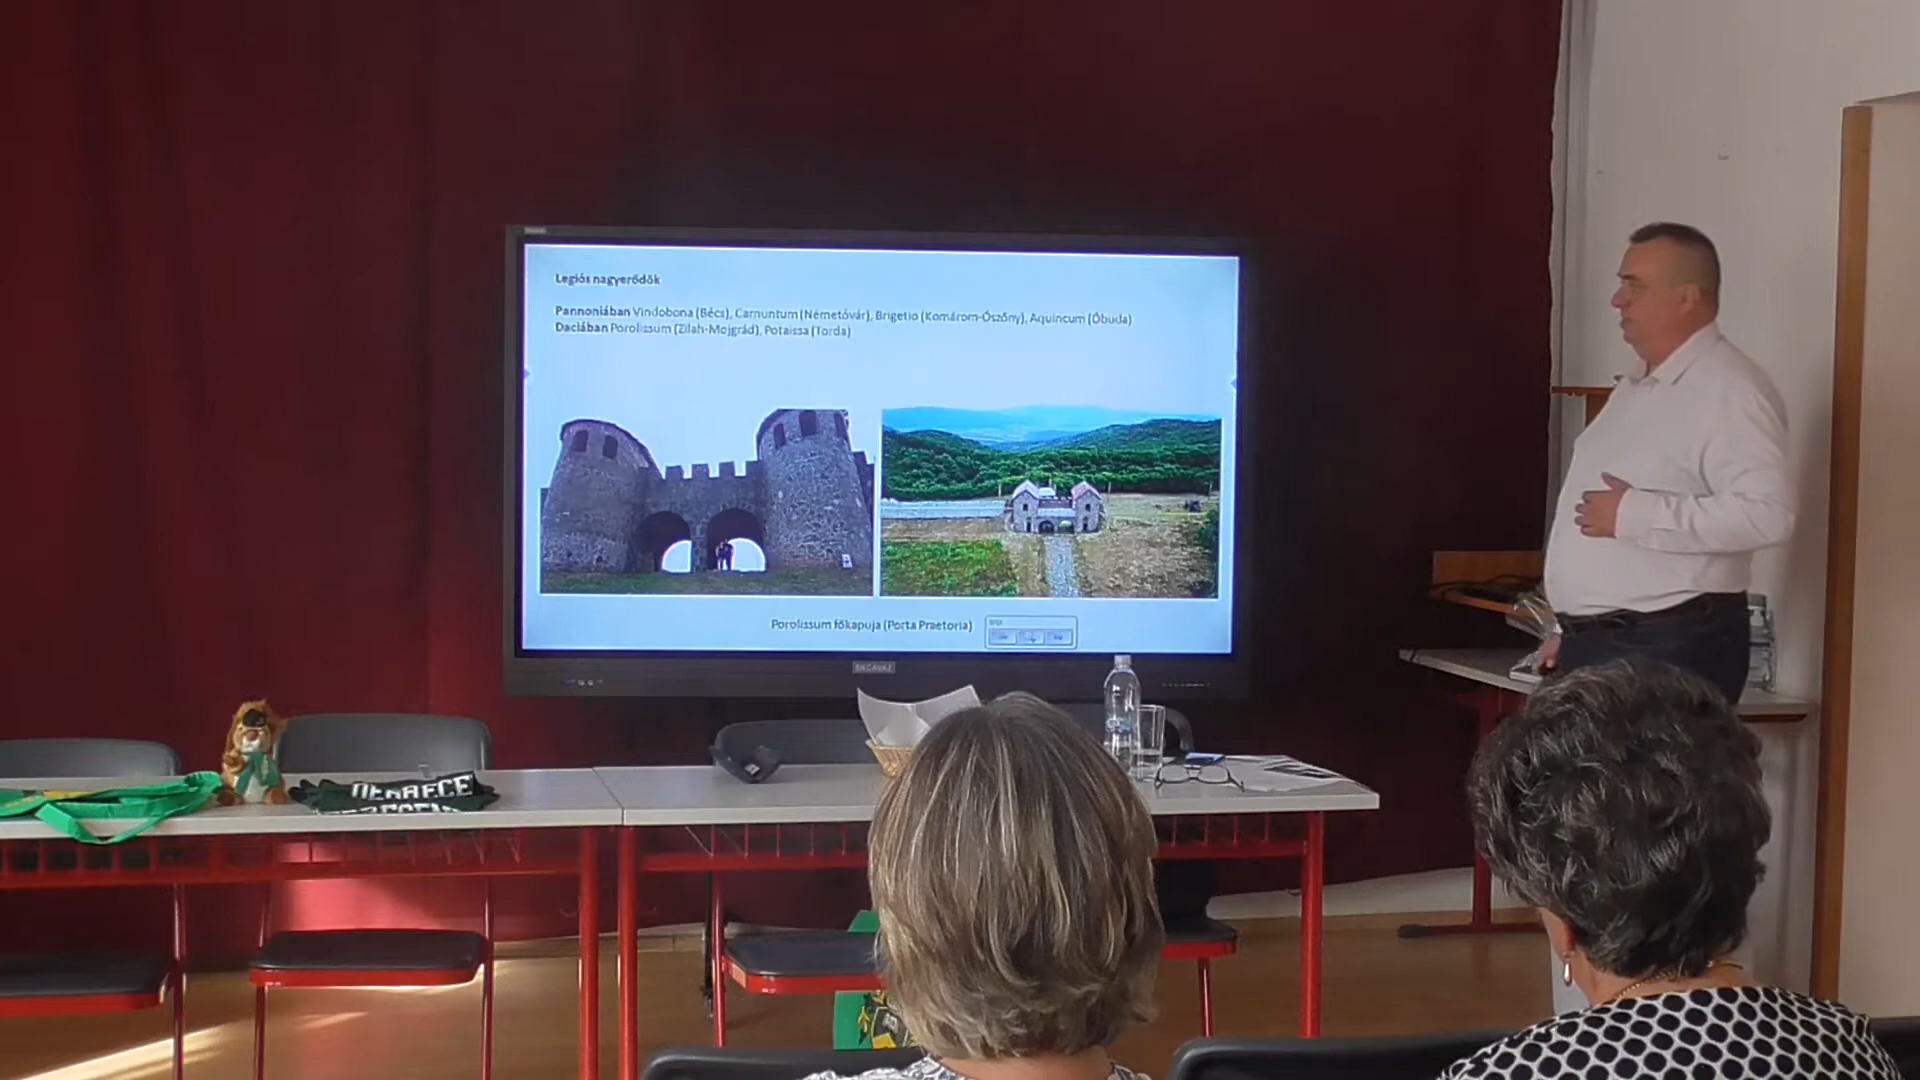 Legiós nagyerődök
Pannoniában Vindobona (Bécs), Carnuntum (Németóvár), Brigetio (Komárom-Ószőny), Aquincum (Óbuda)
Daciában Porolissum (Zilah-Mojgrád), Potaissa (Torda)
Porolissum főkapuja (Porta Praetoria)